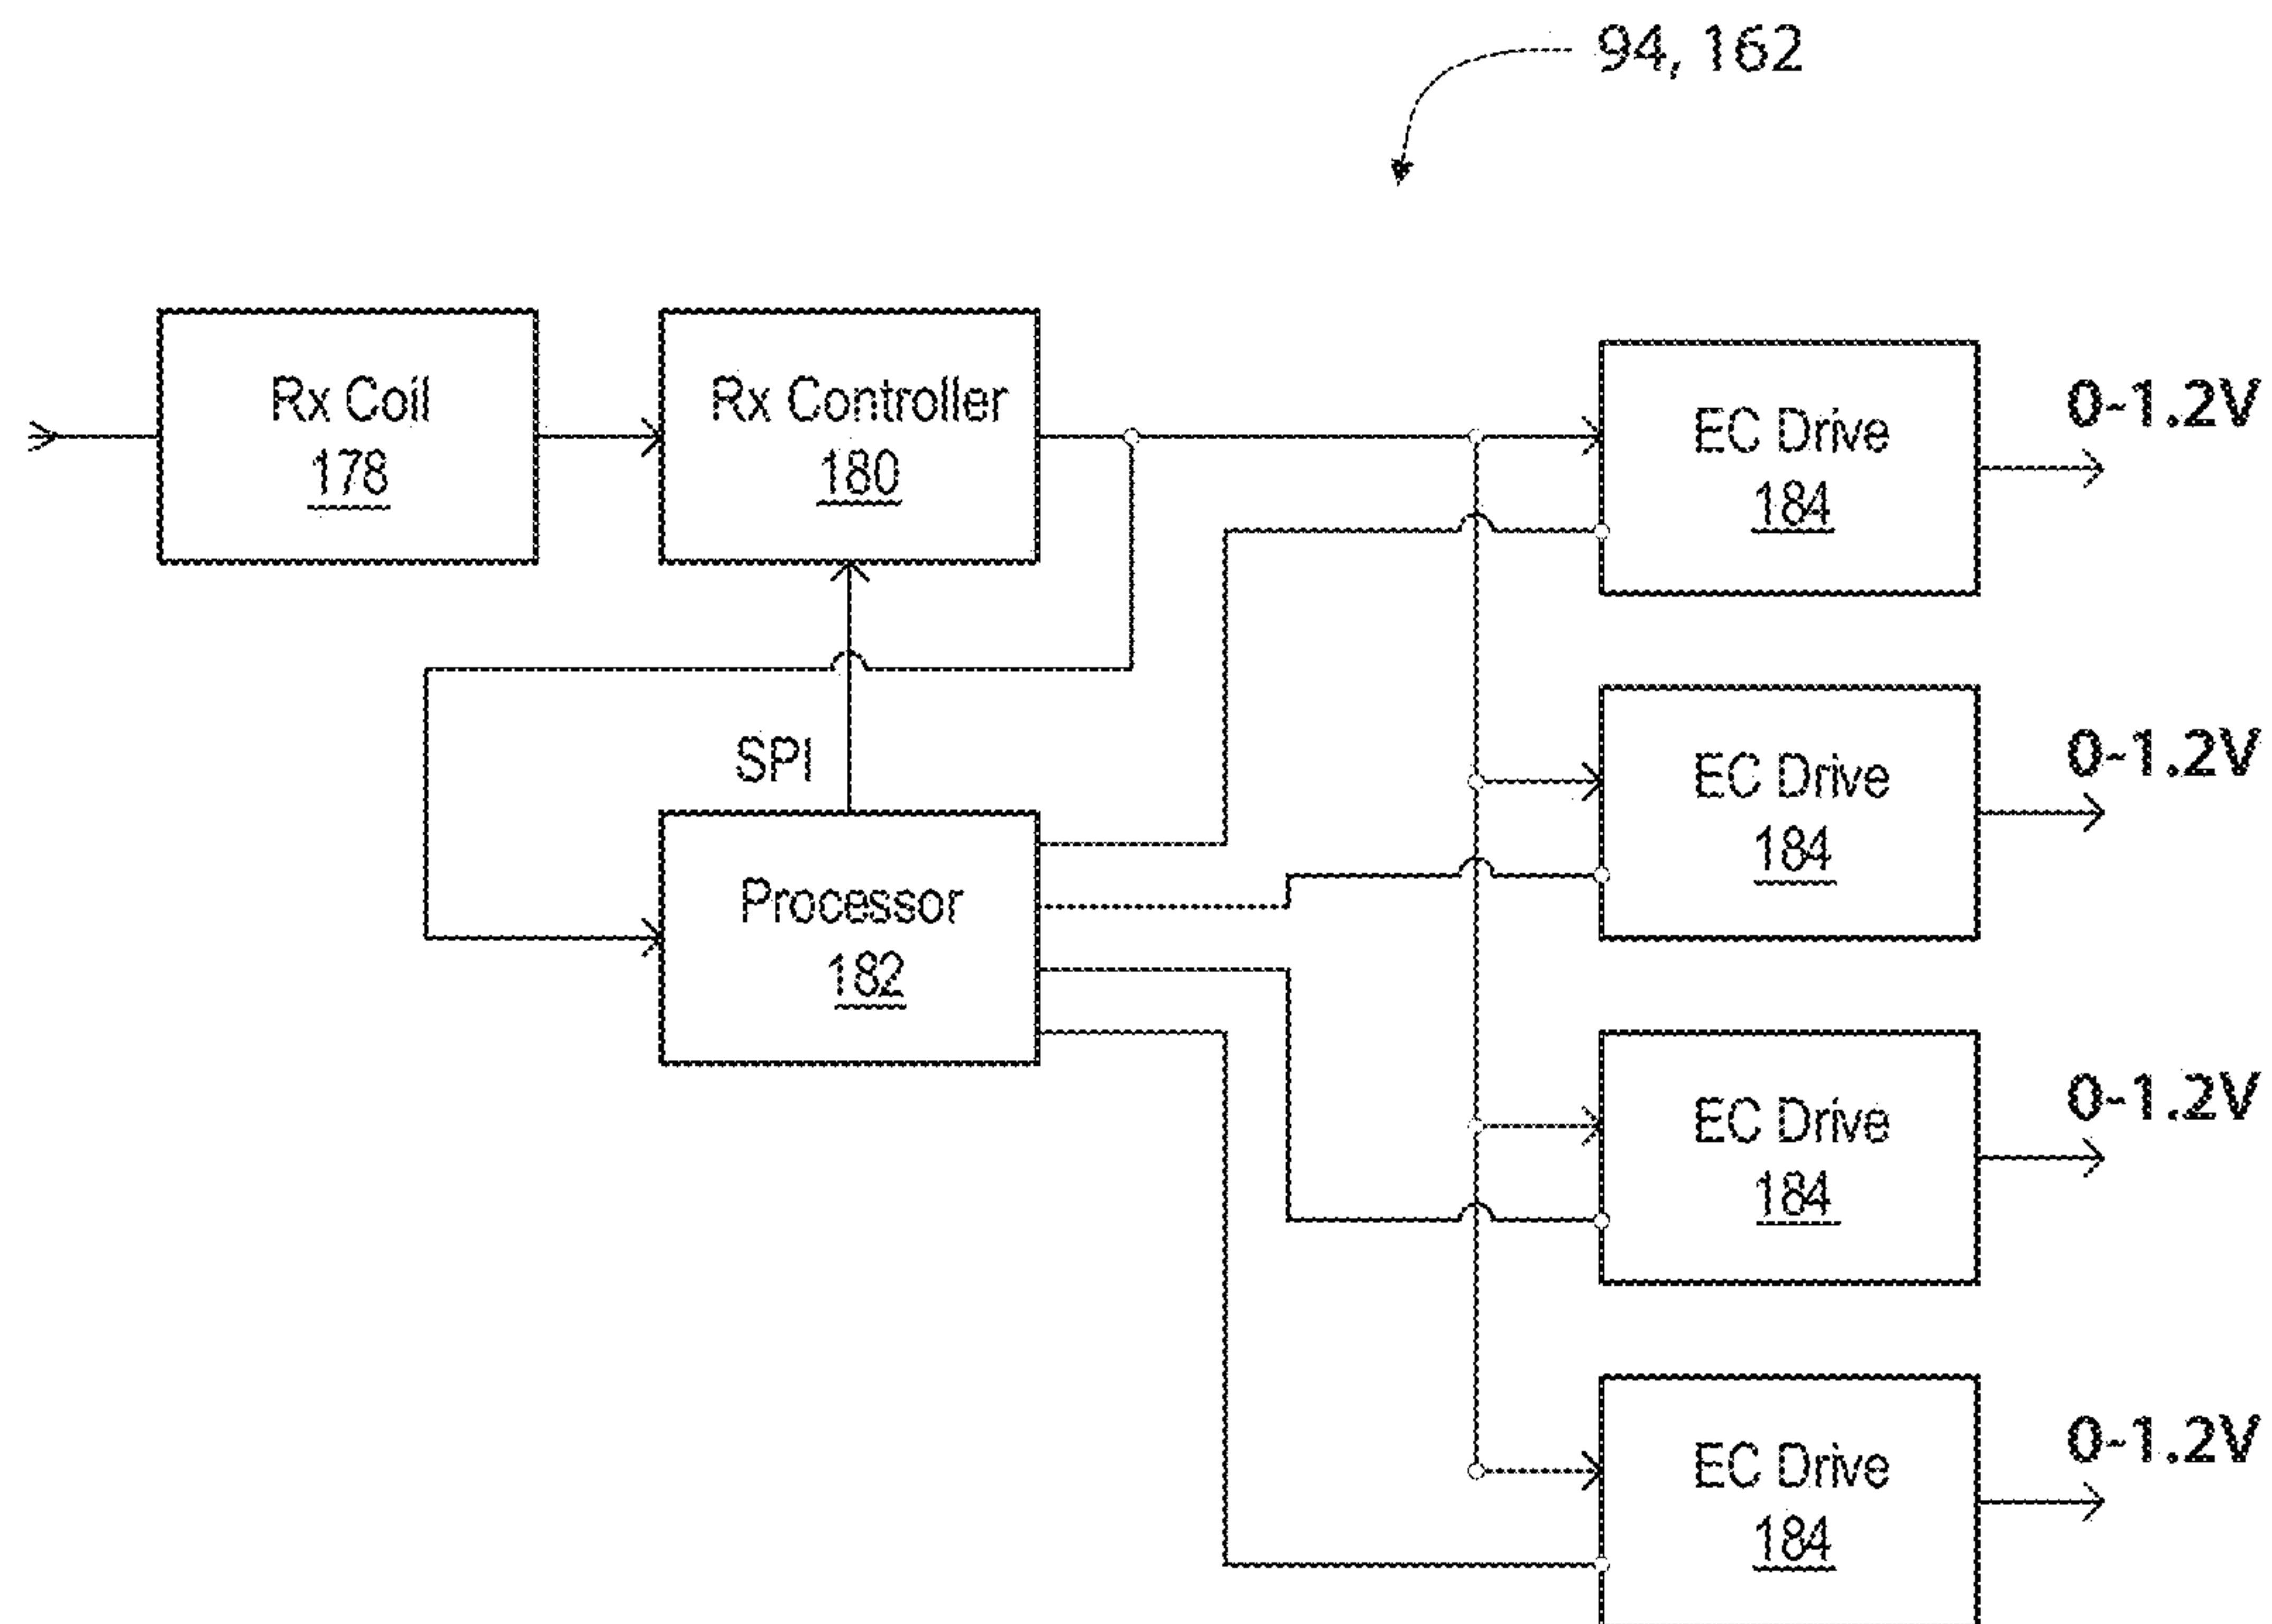 94, 162
Rx Coil
178
Rx Controller
180
EC Drive
184
0-1.2V
SPI
EC Drive
184
0-1.2V
Processor
182
EC Drive
184
0-1.2V
EC Drive
184
0-1.2V